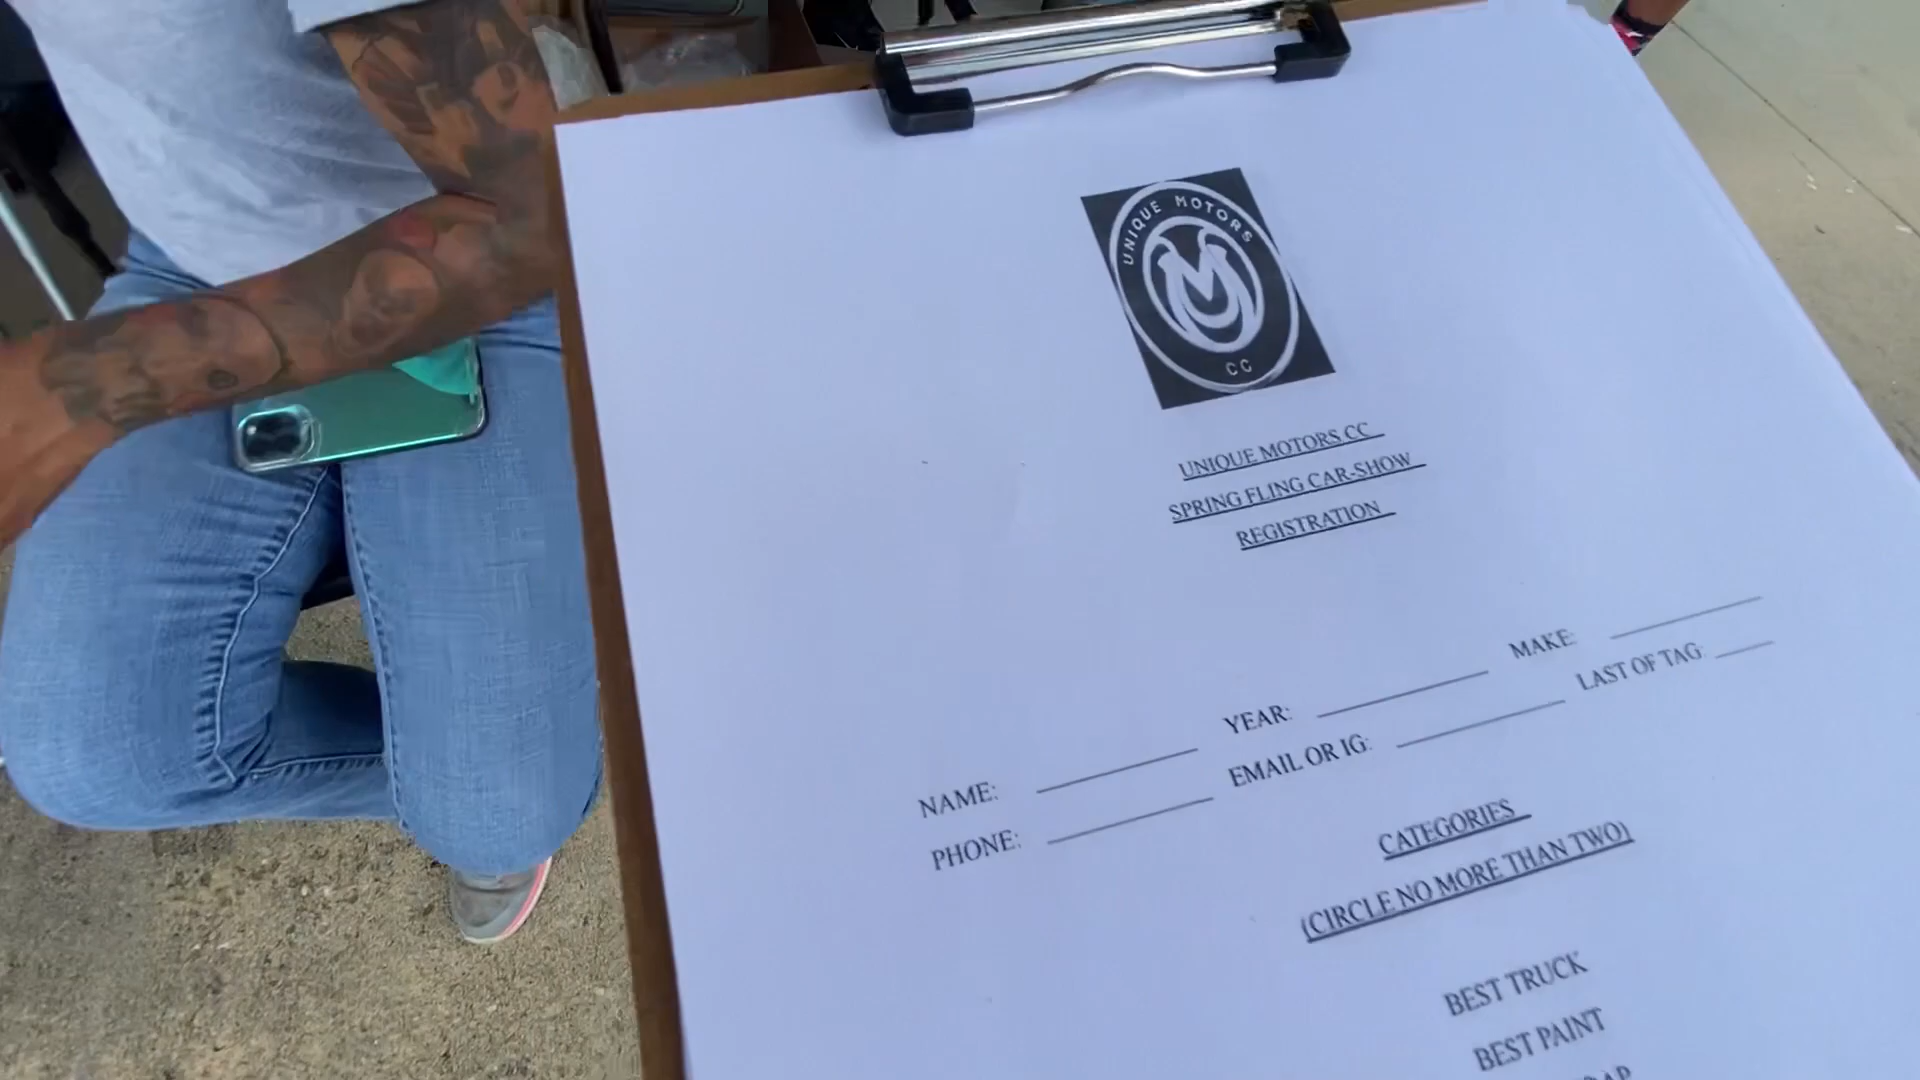 UNIQUE MOTORS
CC
UNIQUE MOTORS CC
SPRING FLING CAR-SHOW
REGISTRATION
NAME: YEAR: MAKE:
PHONE: EMAIL OR IG: LAST OF TAG:
CATEGORIES
(CIRCLE NO MORE THAN TWO)
BEST TRUCK
BEST PAINT